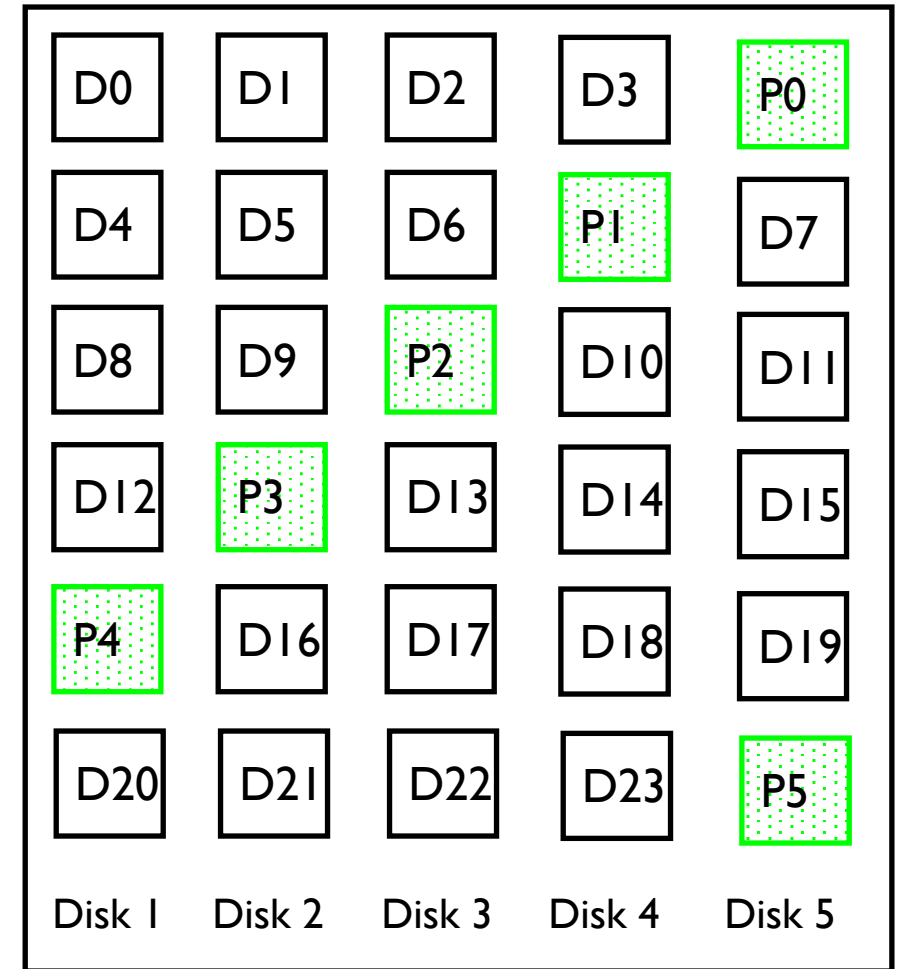 D0 D1 D2 D3 P0
D4 D5 D6 P1 D7
D8 D9 P2 D10 D11
D12 P3 D13 D14 D15
P4 D16 D17 D18 D19
D20 D21 D22 D23 P5
Disk 1 Disk 2 Disk 3 Disk 4 Disk 5